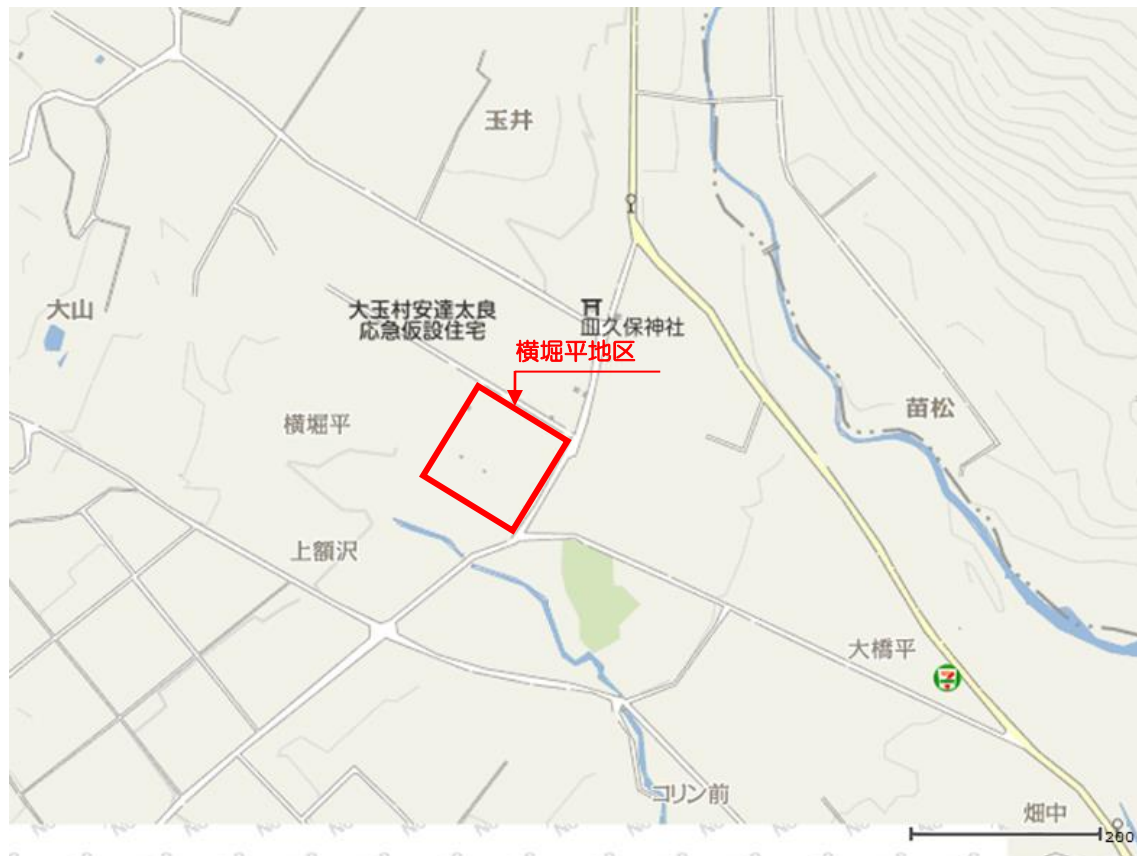 玉井
大山
大玉村安達太良
応急仮設住宅
皿久保神社
横堀平地区
苗松
横堀平
上額沢
大橋平
コリン前
畑中
200